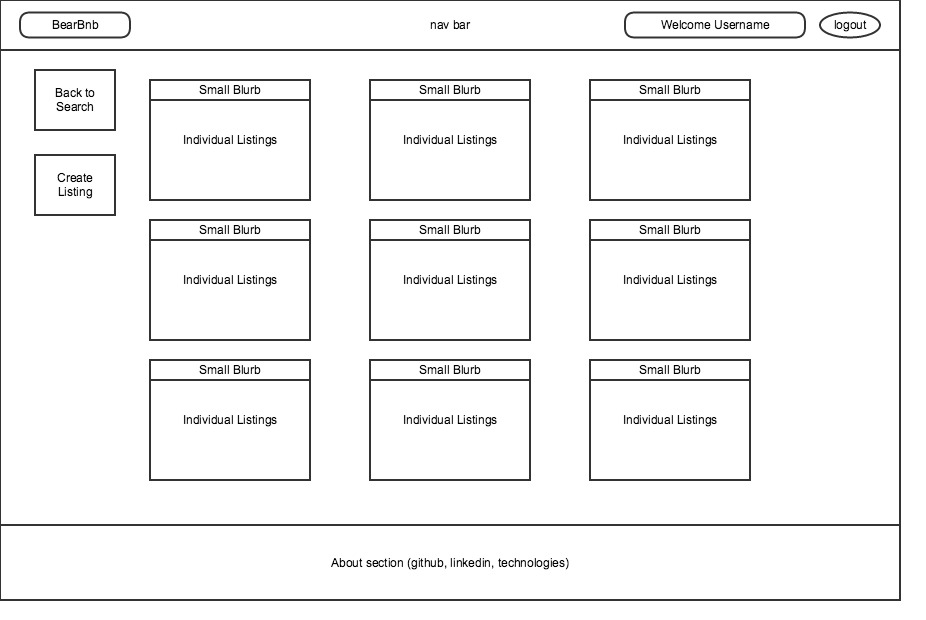 BearBnb
nav bar
Welcome Username
logout
Back to
Search
Create
Listing
Small Blurb
Individual Listings
Small Blurb
Individual Listings
Small Blurb
Individual Listings
Small Blurb
Individual Listings
Small Blurb
Individual Listings
Small Blurb
Individual Listings
Small Blurb
Individual Listings
Small Blurb
Individual Listings
Small Blurb
Individual Listings
About section (github, linkedin, technologies)